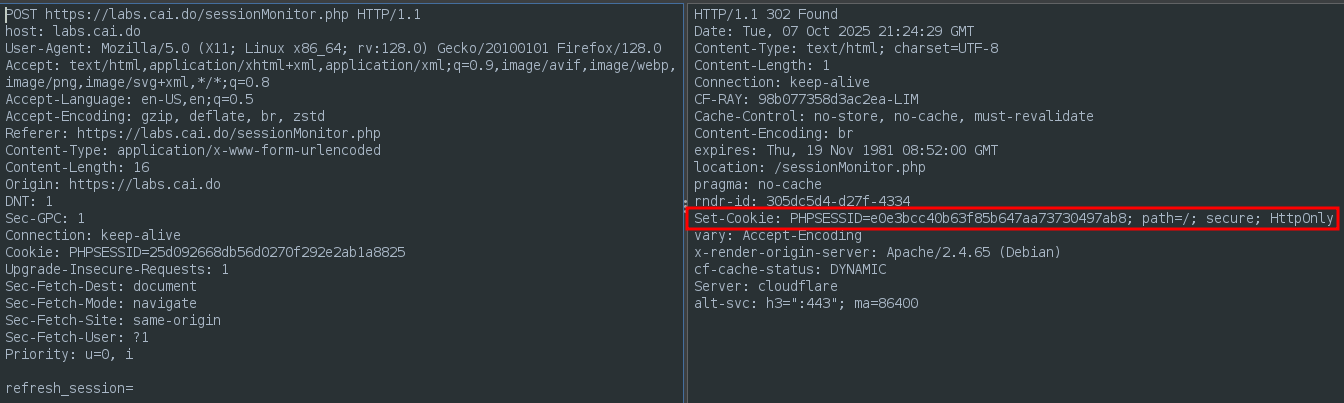 POST https://labs.cai.do/sessionMonitor.php HTTP/1.1
host: labs.cai.do
User-Agent: Mozilla/5.0 (X11; Linux x86_64; rv:128.0) Gecko/20100101 Firefox/128.0
Accept: text/html,application/xhtml+xml,application/xml;q=0.9,image/avif,image/webp,
image/png,image/svg+xml,*/*;q=0.8
Accept-Language: en-US,en;q=0.5
Accept-Encoding: gzip, deflate, br, zstd
Referer: https://labs.cai.do/sessionMonitor.php
Content-Type: application/x-www-form-urlencoded
Content-Length: 16
Origin: https://labs.cai.do
DNT: 1
Sec-GPC: 1
Connection: keep-alive
Cookie: PHPSESSID=25d092668db56d0270f292e2ab1a8825
Upgrade-Insecure-Requests: 1
Sec-Fetch-Dest: document
Sec-Fetch-Mode: navigate
Sec-Fetch-Site: same-origin
Sec-Fetch-User: ?1
Priority: u=0, i
refresh_session=
HTTP/1.1 302 Found
Date: Tue, 07 Oct 2025 21:24:29 GMT
Content-Type: text/html; charset=UTF-8
Content-Length: 1
Connection: keep-alive
CF-RAY: 98b077358d3ac2ea-LIM
Cache-Control: no-store, no-cache, must-revalidate
Content-Encoding: br
expires: Thu, 19 Nov 1981 08:52:00 GMT
location: /sessionMonitor.php
pragma: no-cache
rndr-id: 305dc5d4-d27f-4334
Set-Cookie: PHPSESSID=e0e3bcc40b63f85b647aa73730497ab8; path=/; secure; HttpOnly
vary: Accept-Encoding
x-render-origin-server: Apache/2.4.65 (Debian)
cf-cache-status: DYNAMIC
Server: cloudflare
alt-svc: h3=":443"; ma=86400